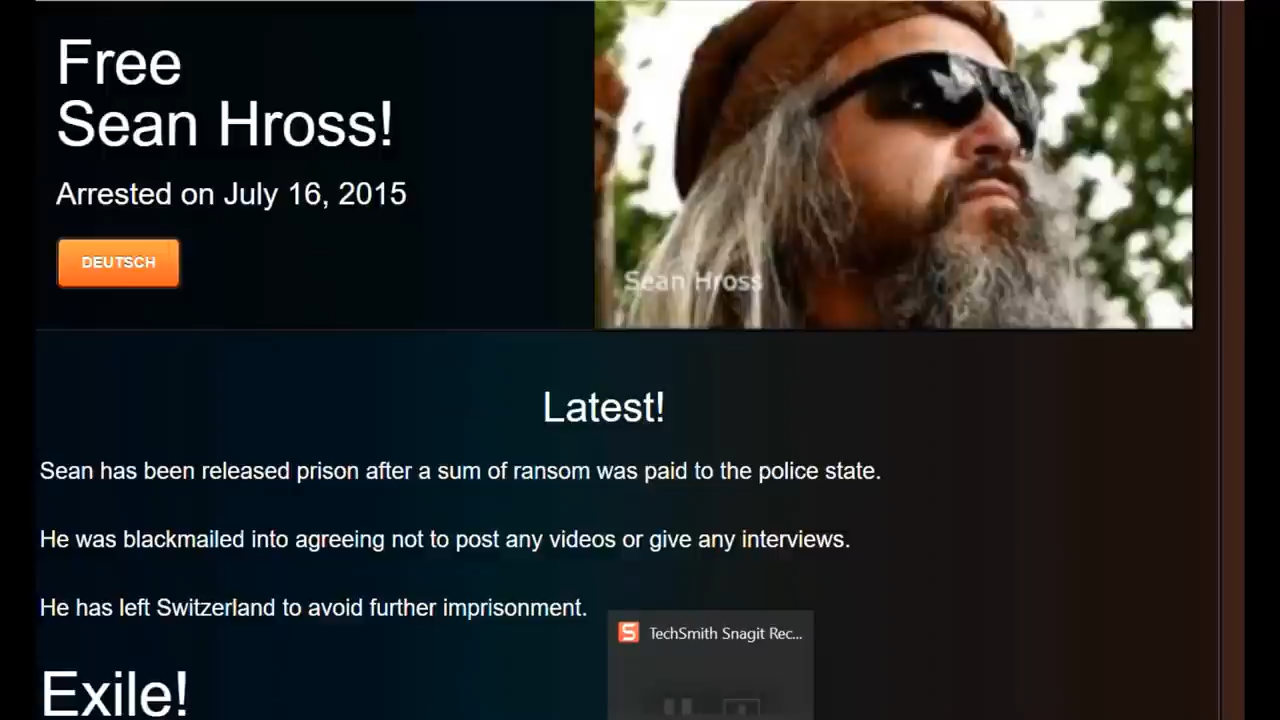 Free
Sean Hross!
Arrested on July 16, 2015
DEUTSCH
Sean Hross
Latest!
Sean has been released prison after a sum of ransom was paid to the police state.
He was blackmailed into agreeing not to post any videos or give any interviews.
He has left Switzerland to avoid further imprisonment.
TechSmith Snagit Rec...
Exile!